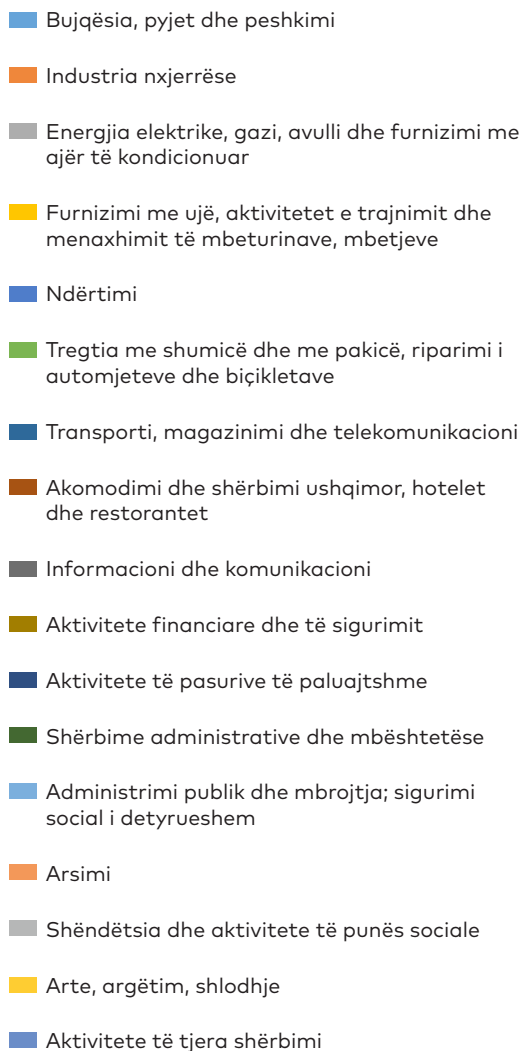 Bujqësia, pyjet dhe peshkimi
Industria nxjerrëse
Energjia elektrike, gazi, avulli dhe furnizimi me
ajër të kondicionuar
Furnizimi me ujë, aktivitetet e trajnimit dhe
menaxhimit të mbeturinave, mbetjeve
Ndërtimi
Tregtia me shumicë dhe me pakicë, riparimi i
automjeteve dhe biçikletave
Transporti, magazinimi dhe telekomunikacioni
Akomodimi dhe shërbimi ushqimor, hotelet
dhe restorantet
Informacioni dhe komunikacioni
Aktivitete financiare dhe të sigurimit
Aktivitete të pasurive të paluajtshme
Shërbime administrative dhe mbështetëse
Administrimi publik dhe mbrojtja; sigurimi
social i detyrueshem
Arsimi
Shëndëtsia dhe aktivitete të punës sociale
Arte, argëtim, shlodhje
Aktivitete të tjera shërbimi